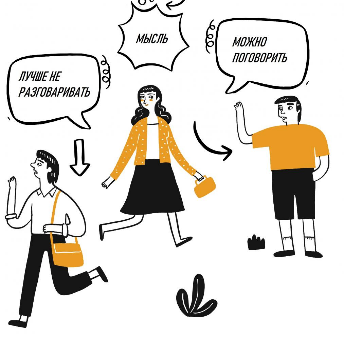 ЛУЧШЕ НЕ
РАЗГОВАРИВАТЬ
МЫСЛЬ
МОЖНО
ПОГОВОРИТЬ